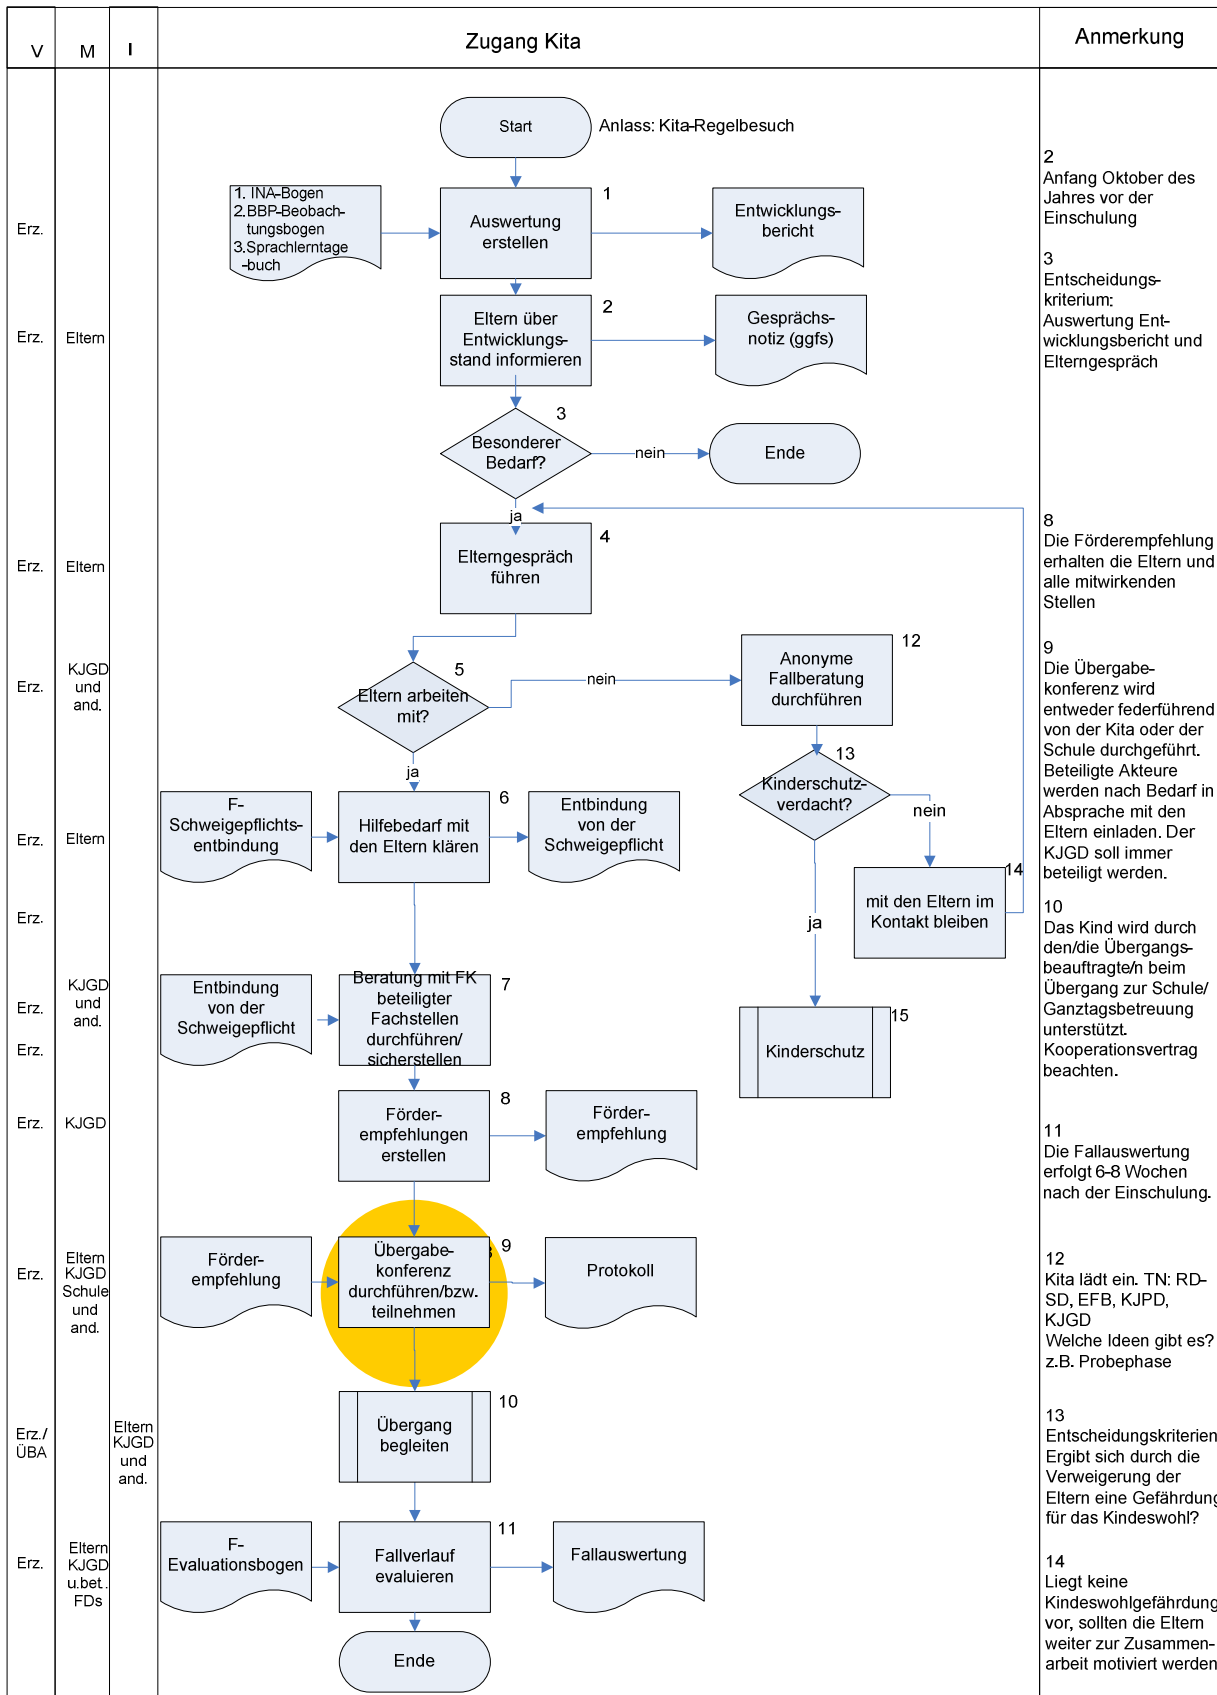 V M I Zugang Kita Anmerkung
Start
Anlass: Kita-Regelbesuch
1. INA-Bogen
2.BBP-Beobach-
tungsbogen
3.Sprachlerntage
-buch
1
Auswertung
erstellen
Entwicklungs-
bericht
Erz.
2
Anfang Oktober des
Jahres vor der
Einschulung
2
Eltern über
Entwicklungs-
stand informieren
Gesprächs-
notiz (ggfs)
Erz.
Eltern
3
Entscheidungs-
kriterium:
Auswertung Ent-
wicklungsbericht und
Elterngespräch
3
Besonderer
Bedarf?
nein
Ende
ja
4
Elterngespräch
führen
Erz.
Eltern
8
Die Förderempfehlung
erhalten die Eltern und
alle mitwirkenden
Stellen
5
Eltern arbeiten
mit?
nein
Erz.
KJGD
und
and.
12
Anonyme
Fallberatung
durchführen
9
Die Übergabe-
konferenz wird
entweder federführend
von der Kita oder der
Schule durchgeführt.
Beteiligte Akteure
werden nach Bedarf in
Absprache mit den
Eltern einladen. Der
KJGD soll immer
beteiligt werden.
ja
13
Kinderschutz-
verdacht?
nein
ja
F-
Schweigepflichts-
entbindung
6
Hilfebedarf mit
den Eltern klären
Entbindung
von der
Schweigepflicht
Erz.
Eltern
14
mit den Eltern im
Kontakt bleiben
Erz.
10
Das Kind wird durch
den/die Übergangs-
beauftragte/n beim
Übergang zur Schule/
Ganztagsbetreuung
unterstützt.
Kooperationsvertrag
beachten.
Entbindung
von der
Schweigepflicht
7
Beratung mit FK
beteiligter
Fachstellen
durchführen/
sicherstellen
Erz.
KJGD
und
and.
Erz.
15
Kinderschutz
8
Förder-
empfehlungen
erstellen
Förder-
empfehlung
Erz.
KJGD
11
Die Fallauswertung
erfolgt 6-8 Wochen
nach der Einschulung.
Förder-
empfehlung
9
Übergabe-
konferenz
durchführen/bzw.
teilnehmen
Protokoll
Erz.
Eltern
KJGD
Schule
und
and.
12
Kita lädt ein. TN: RD-
SD, EFB, KJPD,
KJGD
Welche Ideen gibt es?
z.B. Probephase
10
Übergang
begleiten
Erz./
ÜBA
Eltern
KJGD
und
and.
13
Entscheidungskriterien
Ergibt sich durch die
Verweigerung der
Eltern eine Gefährdung
für das Kindeswohl?
F-
Evaluationsbogen
11
Fallverlauf
evaluieren
Fallauswertung
Erz.
Eltern
KJGD
u.bet.
FDs
14
Liegt keine
Kindeswohlgefährdung
vor, sollten die Eltern
weiter zur Zusammen-
arbeit motiviert werden
Ende